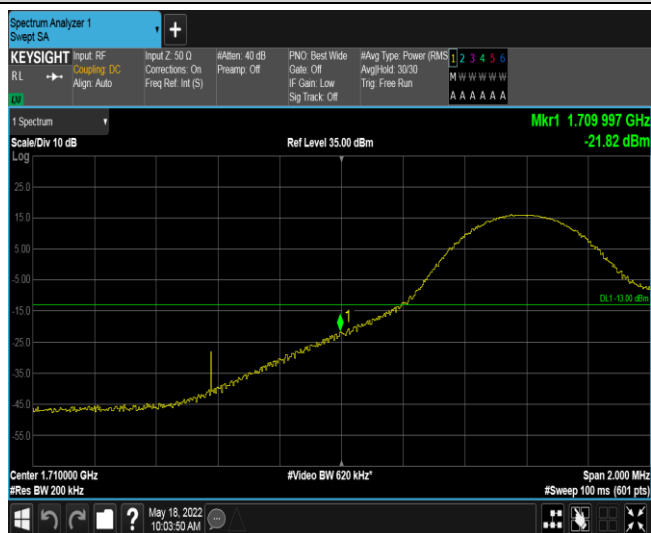 Spectrum Analyzer 1
Swept SA
+
KEYSIGHT
RL
Input: RF
Coupling: DC
Align: Auto
Input Z: 50 Ω
Corrections: On
Freq Ref: Int (S)
#Atten: 40 dB
Preamp: Off
PNO: Best Wide
Gate: Off
IF Gain: Low
Sig Track: Off
#Avg Type: Power (RMS
Avg|Hold: 30/30
Trig: Free Run
1 2 3 4 5 6
M W W W W W
A A A A A A
1 Spectrum
Mkr1 1.709 997 GHz
Scale/Div 10 dB
Ref Level 35.00 dBm
-21.82 dBm
Log
25.0
15.0
5.00
-5.00
DL1 -13.00 dBm
-15.0
1
-25.0
-35.0
-45.0
-55.0
Center 1.710000 GHz
#Video BW 620 kHz*
Span 2.000 MHz
#Res BW 200 kHz
#Sweep 100 ms (601 pts)
?
May 18, 2022
10:03:50 AM